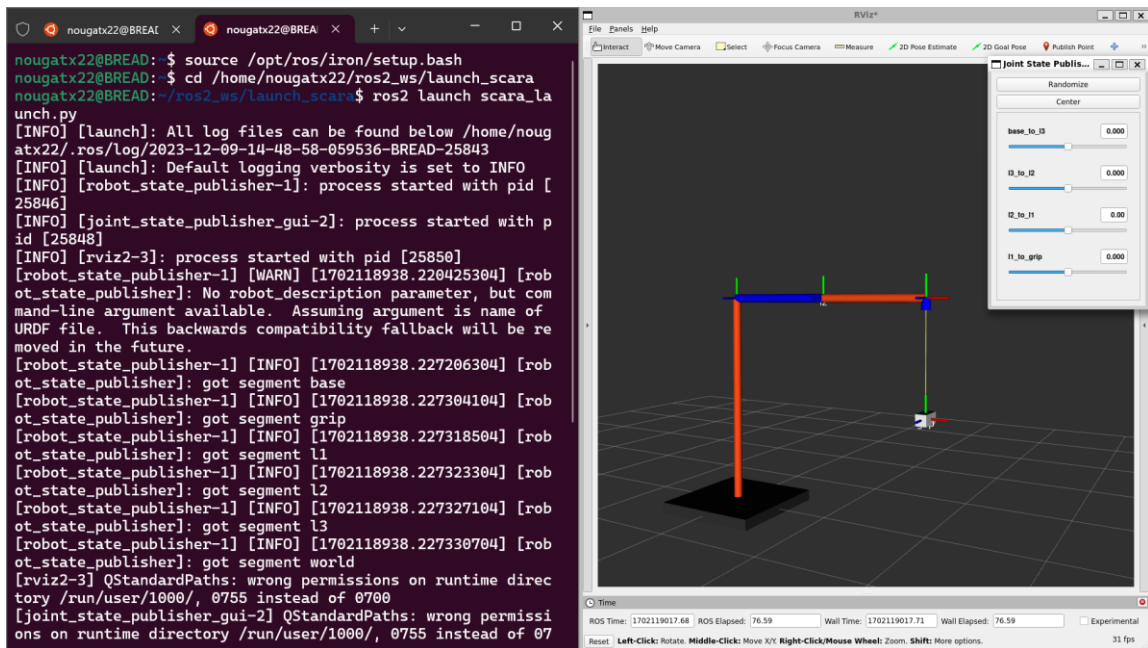 nougatx22@BREAI
nougatx22@BREAI
nougatx22@BREAD:~$ source /opt/ros/iron/setup.bash
nougatx22@BREAD:~$ cd /home/nougatx22/ros2_ws/launch_scara
nougatx22@BREAD:~/ros2_ws/launch_scara$ ros2 launch scara_la
unch.py
[INFO] [launch]: All log files can be found below /home/noug
atx22/.ros/log/2023-12-09-14-48-58-059536-BREAD-25843
[INFO] [launch]: Default logging verbosity is set to INFO
[INFO] [robot_state_publisher-1]: process started with pid [
25846]
[INFO] [joint_state_publisher_gui-2]: process started with p
id [25848]
[INFO] [rviz2-3]: process started with pid [25850]
[robot_state_publisher-1] [WARN] [1702118938.220425304] [rob
ot_state_publisher]: No robot_description parameter, but com
mand-line argument available.  Assuming argument is name of
URDF file.  This backwards compatibility fallback will be re
moved in the future.
[robot_state_publisher-1] [INFO] [1702118938.227206304] [rob
ot_state_publisher]: got segment base
[robot_state_publisher-1] [INFO] [1702118938.227304104] [rob
ot_state_publisher]: got segment grip
[robot_state_publisher-1] [INFO] [1702118938.227318504] [rob
ot_state_publisher]: got segment l1
[robot_state_publisher-1] [INFO] [1702118938.227323304] [rob
ot_state_publisher]: got segment l2
[robot_state_publisher-1] [INFO] [1702118938.227327104] [rob
ot_state_publisher]: got segment l3
[robot_state_publisher-1] [INFO] [1702118938.227330704] [rob
ot_state_publisher]: got segment world
[rviz2-3] QStandardPaths: wrong permissions on runtime direc
tory /run/user/1000/, 0755 instead of 0700
[joint_state_publisher_gui-2] QStandardPaths: wrong permissi
ons on runtime directory /run/user/1000/, 0755 instead of 07
RViz*
File Panels Help
Interact Move Camera Select Focus Camera Measure 2D Pose Estimate 2D Goal Pose Publish Point
Joint State Publis...
Randomize
Center
base_to_l3 0.000
l3_to_l2 0.000
l2_to_l1 0.00
l1_to_grip 0.000
Time
ROS Time: 1702119017.68 ROS Elapsed: 76.59 Wall Time: 1702119017.71 Wall Elapsed: 76.59 Experimental
Reset Left-Click: Rotate. Middle-Click: Move X/Y. Right-Click/Mouse Wheel: Zoom. Shift: More options. 31 fps